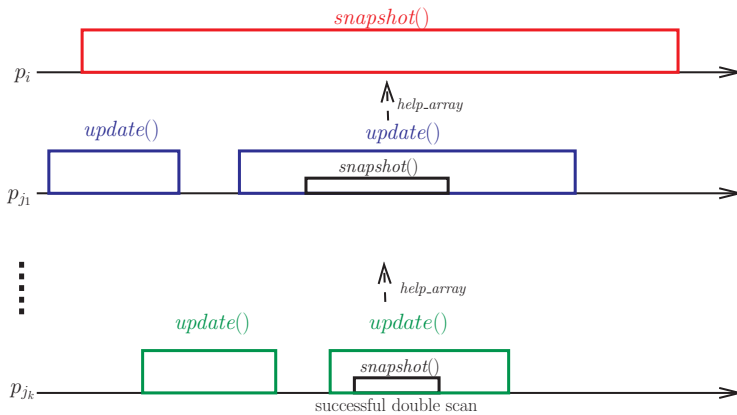 snapshot()
p_i
help_array
update() update()
snapshot()
p_{j_1}
help_array
update() update()
snapshot()
p_{j_k}
successful double scan